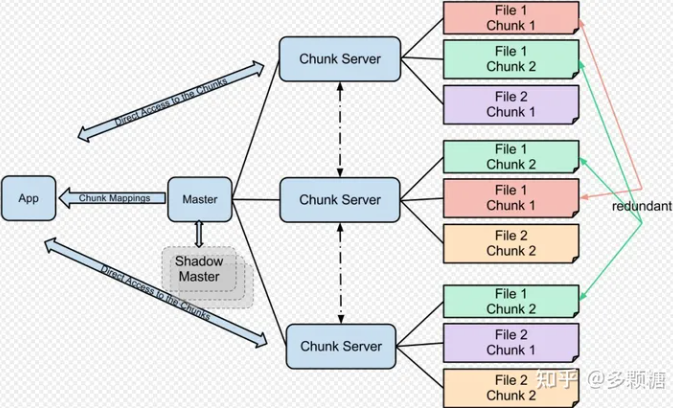 File 1
Chunk 1
File 1
Chunk 2
File 2
Chunk 1
Chunk Server
Direct Access to the Chunks
File 1
Chunk 2
File 1
Chunk 1
File 2
Chunk 2
App
Chunk Mappings
Master
Chunk Server
redundant
Shadow
Master
Direct Access to the Chunks
File 1
Chunk 2
File 2
Chunk 1
File 2
Chunk 2
Chunk Server
知乎 @多颗糖